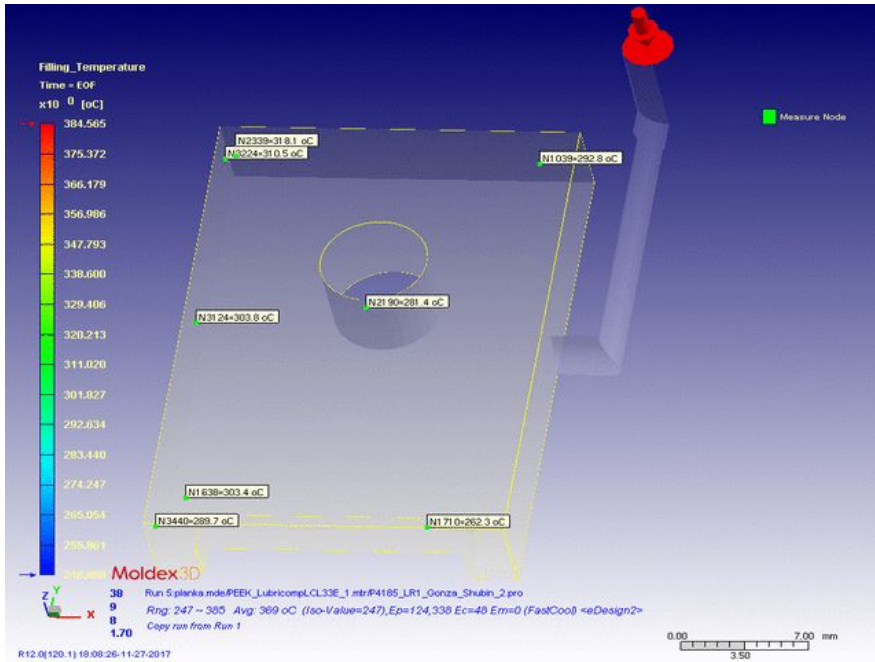 Filling_Temperature
Time = EOF
x10 0 [oC]
384.565
375.372
366.179
356.986
347.793
338.600
329.406
320.213
311.020
301.827
292.634
283.440
274.247
265.054
255.861
N2339=318.1 oC
N3224=310.5 oC
N1039=292.8 oC
Measure Node
N2190=281.4 oC
N3124=303.8 oC
N1638=303.4 oC
N3440=289.7 oC
N1710=262.3 oC
Moldex3D
Z Y X
38 Run 5:planka.mde/PEEK_LubricompLCL33E_1.mtr/P4185_LR1_Gonza_Shubin_2.pro
9 Rng: 247 ~ 385 Avg: 369 oC (Iso-Value=247),Ep=124,338 Ec=48 Em=0 (FastCool) <eDesign2>
8 Copy run from Run 1
1.70
0.00 7.00 mm
3.50
R12.0(120.1) 18:08:26-11-27-2017